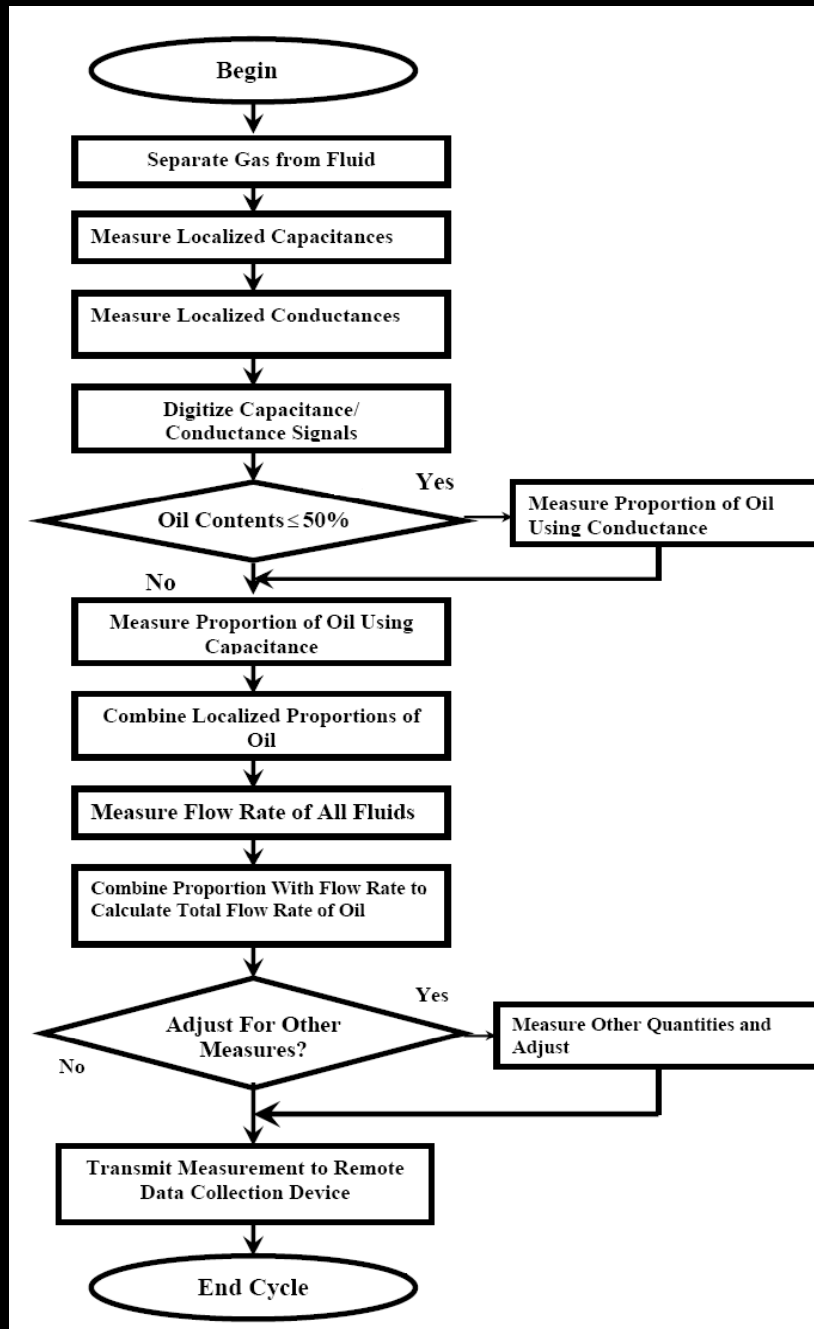 Begin
Separate Gas from Fluid
Measure Localized Capacitances
Measure Localized Conductances
Digitize Capacitance/
Conductance Signals
Oil Contents ≤ 50%
Yes
Measure Proportion of Oil
Using Conductance
No
Measure Proportion of Oil Using
Capacitance
Combine Localized Proportions of
Oil
Measure Flow Rate of All Fluids
Combine Proportion With Flow Rate to
Calculate Total Flow Rate of Oil
Adjust For Other
Measures?
Yes
Measure Other Quantities and
Adjust
No
Transmit Measurement to Remote
Data Collection Device
End Cycle